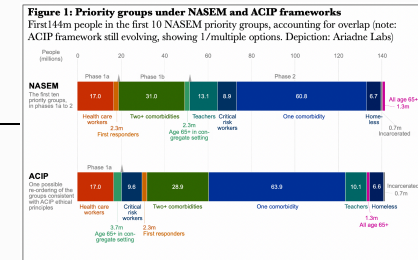 Figure 1: Priority groups under NASEM and ACIP frameworks
First144m people in the first 10 NASEM priority groups, accounting for overlap (note:
ACIP framework still evolving, showing 1/multiple options. Depiction: Ariadne Labs)
People
(millions)
0 20 40 60 80 100 120 140
Phase 1a Phase 1b Phase 2
NASEM
The first ten
priority groups,
in phases 1a to 2
17.0 31.0 13.1 8.9 60.8 6.7
All age 65+
1.3m
Health care
workers
Two+ comorbidities
Teachers
Critical
risk
workers
One comorbidity
Home-
less
2.3m
First responders
2.3m
Age 65+ in con-
gregate setting
0.7m
Incarcerated
Phase 1a
ACIP
One possible
re-ordering of the
groups consistent
with ACIP ethical
principles
17.0 9.6 28.9 63.9 10.1 6.6
Incarcerated
0.7m
Health care
workers
Critical
risk
workers
Two+ comorbidities
One comorbidity
Teachers
Homeless
3.7m
Age 65+ in con-
gregate setting
2.3m
First responders
1.3m
All age 65+